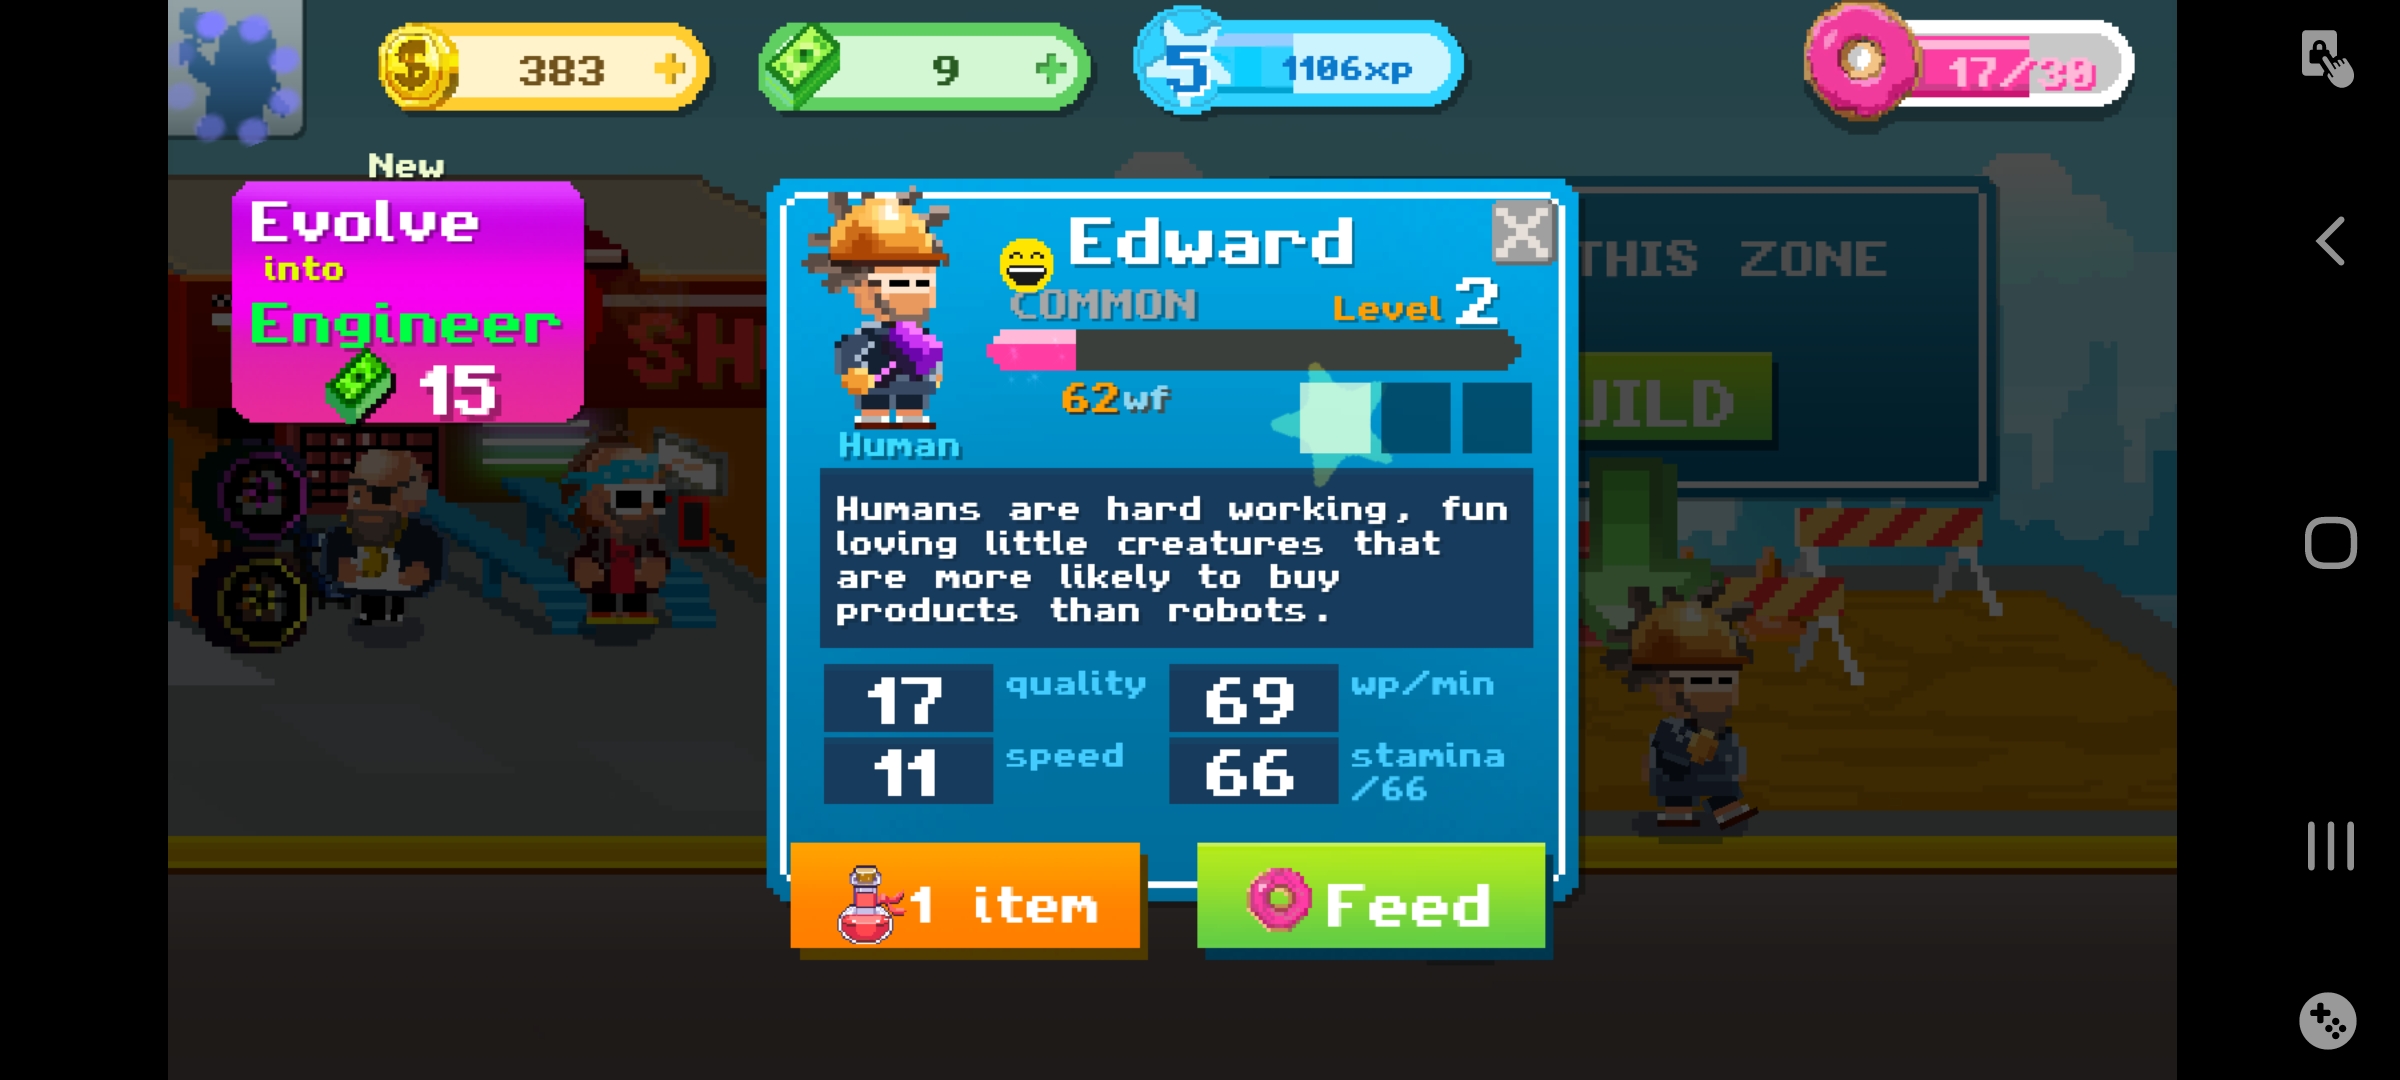 383
9
5
1106xp
17/30
New
Evolve
into
Engineer
15
Edward
COMMON
Level 2
62wf
Human
Humans are hard working, fun
loving little creatures that
are more likely to buy
products than robots.
17 quality
69 wp/min
11 speed
66 stamina
/66
1 item
Feed
SH
THIS ZONE
UILD